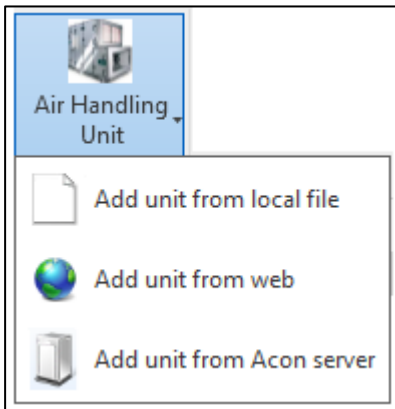 Air Handling
Unit
Add unit from local file
Add unit from web
Add unit from Acon server